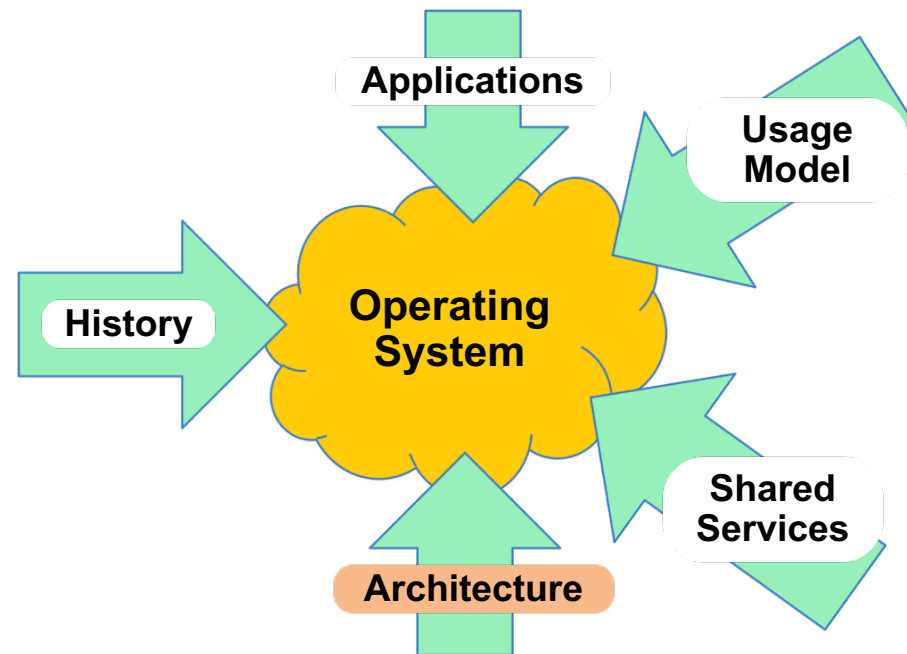 Applications
Usage
Model
History
Operating
System
Shared
Services
Architecture